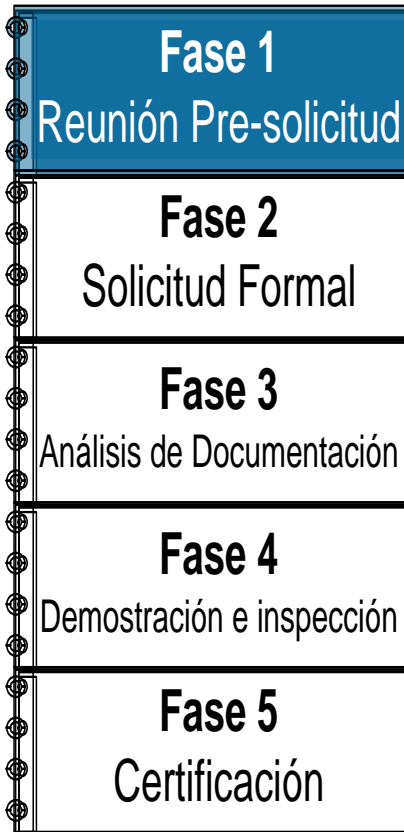 Fase 1
Reunión Pre-solicitud
Fase 2
Solicitud Formal
Fase 3
Análisis de Documentación
Fase 4
Demostración e inspección
Fase 5
Certificación